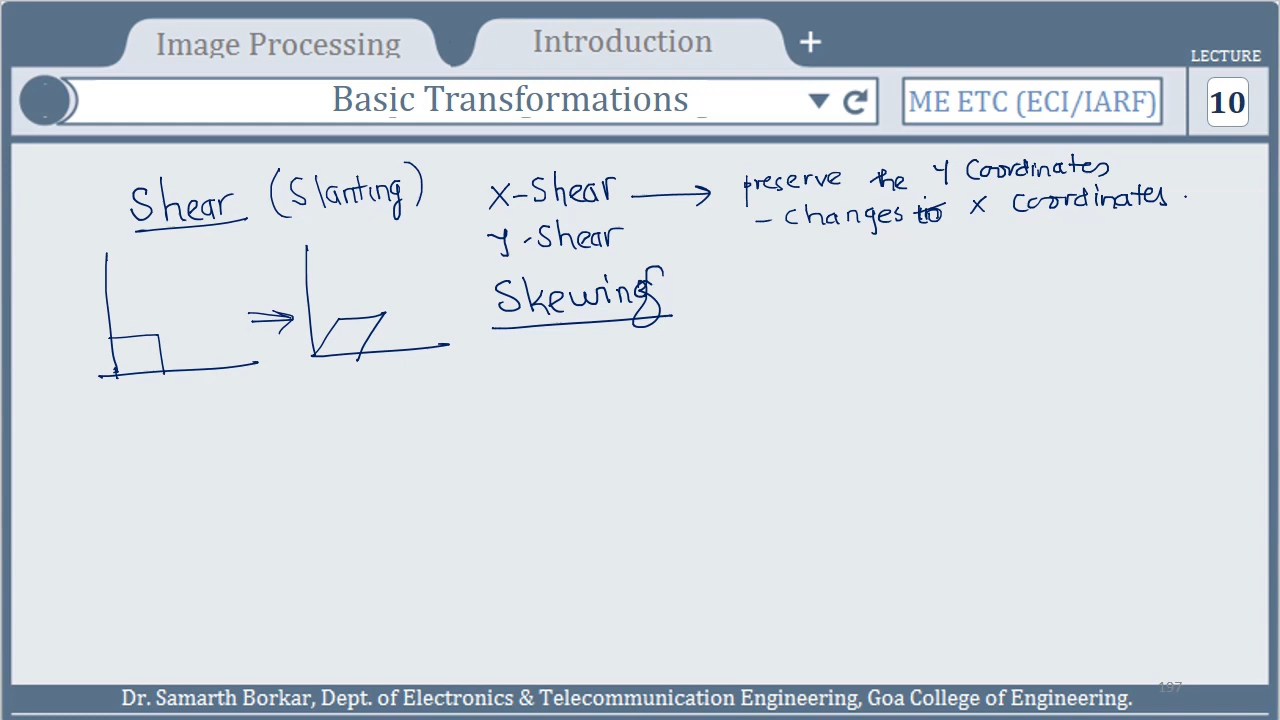 Image Processing
Introduction
+
LECTURE
Basic Transformations
ME ETC (ECI/IARF)
10
Shear (Slanting)
X-Shear → preserve the Y Coordinates
- Changes to X Coordinates.
Y-Shear
Skewing
197
Dr. Samarth Borkar, Dept. of Electronics & Telecommunication Engineering, Goa College of Engineering.